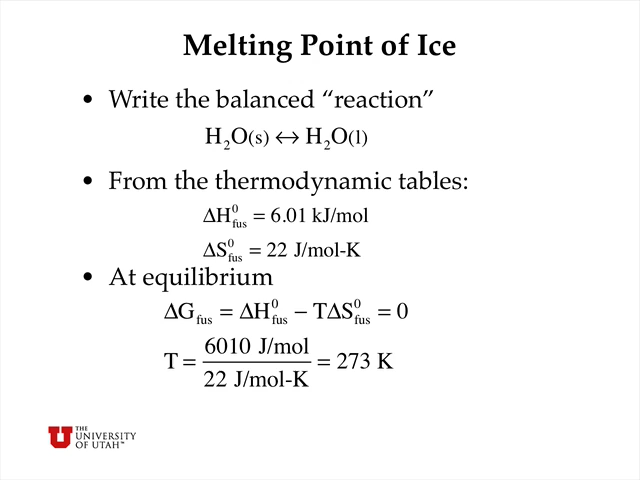 Melting Point of Ice
• Write the balanced “reaction”
H₂O(s) ↔ H₂O(l)
• From the thermodynamic tables:
ΔH⁰fus = 6.01 kJ/mol
ΔS⁰fus = 22 J/mol-K
• At equilibrium
ΔGfus = ΔH⁰fus − TΔS⁰fus = 0
T = 6010 J/mol / 22 J/mol-K = 273 K
U THE
UNIVERSITY
OF UTAH™